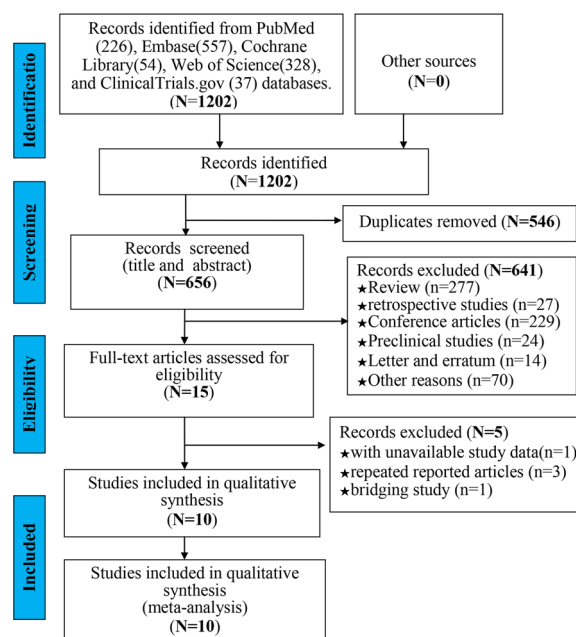 Identificatio
Records identified from PubMed
(226), Embase(557), Cochrane
Library(54), Web of Science(328),
and ClinicalTrials.gov (37) databases.
(N=1202)
Other sources
(N=0)
Records identified
(N=1202)
Screening
Duplicates removed (N=546)
Records screened
(title and abstract)
(N=656)
Records excluded (N=641)
★Review (n=277)
★retrospective studies (n=27)
★Conference articles (n=229)
★Preclinical studies (n=24)
★Letter and erratum (n=14)
★Other reasons (n=70)
Eligibility
Full-text articles assessed for
eligibility
(N=15)
Records excluded (N=5)
★with unavailable study data(n=1)
★repeated reported articles (n=3)
★bridging study (n=1)
Included
Studies included in qualitative
synthesis
(N=10)
Studies included in qualitative
synthesis
(meta-analysis)
(N=10)